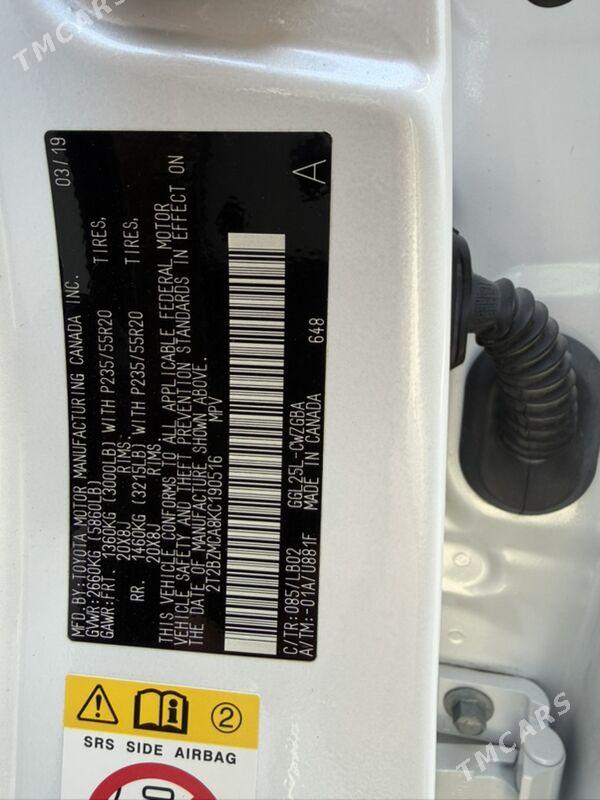 TMCARS
MFD.BY:TOYOTA MOTOR MANUFACTURING CANADA INC. 03/19
GVWR:2660KG (5860LB)
GAWR:FRT. 1360KG (3000LB) WITH P235/55R20 TIRES,
20X8J RIMS,
RR. 1460KG (3215LB) WITH P235/55R20 TIRES,
20X8J RIMS
THIS VEHICLE CONFORMS TO ALL APPLICABLE FEDERAL MOTOR
VEHICLE SAFETY AND THEFT PREVENTION STANDARDS IN EFFECT ON
THE DATE OF MANUFACTURE SHOWN ABOVE.
2T2BZMCA8KC190516 MPV
A
C/TR:085/LB02 GGL25L-CWZGBA
A/TM:-01A/0881F MADE IN CANADA 648
2
SRS SIDE AIRBAG
TMCARS